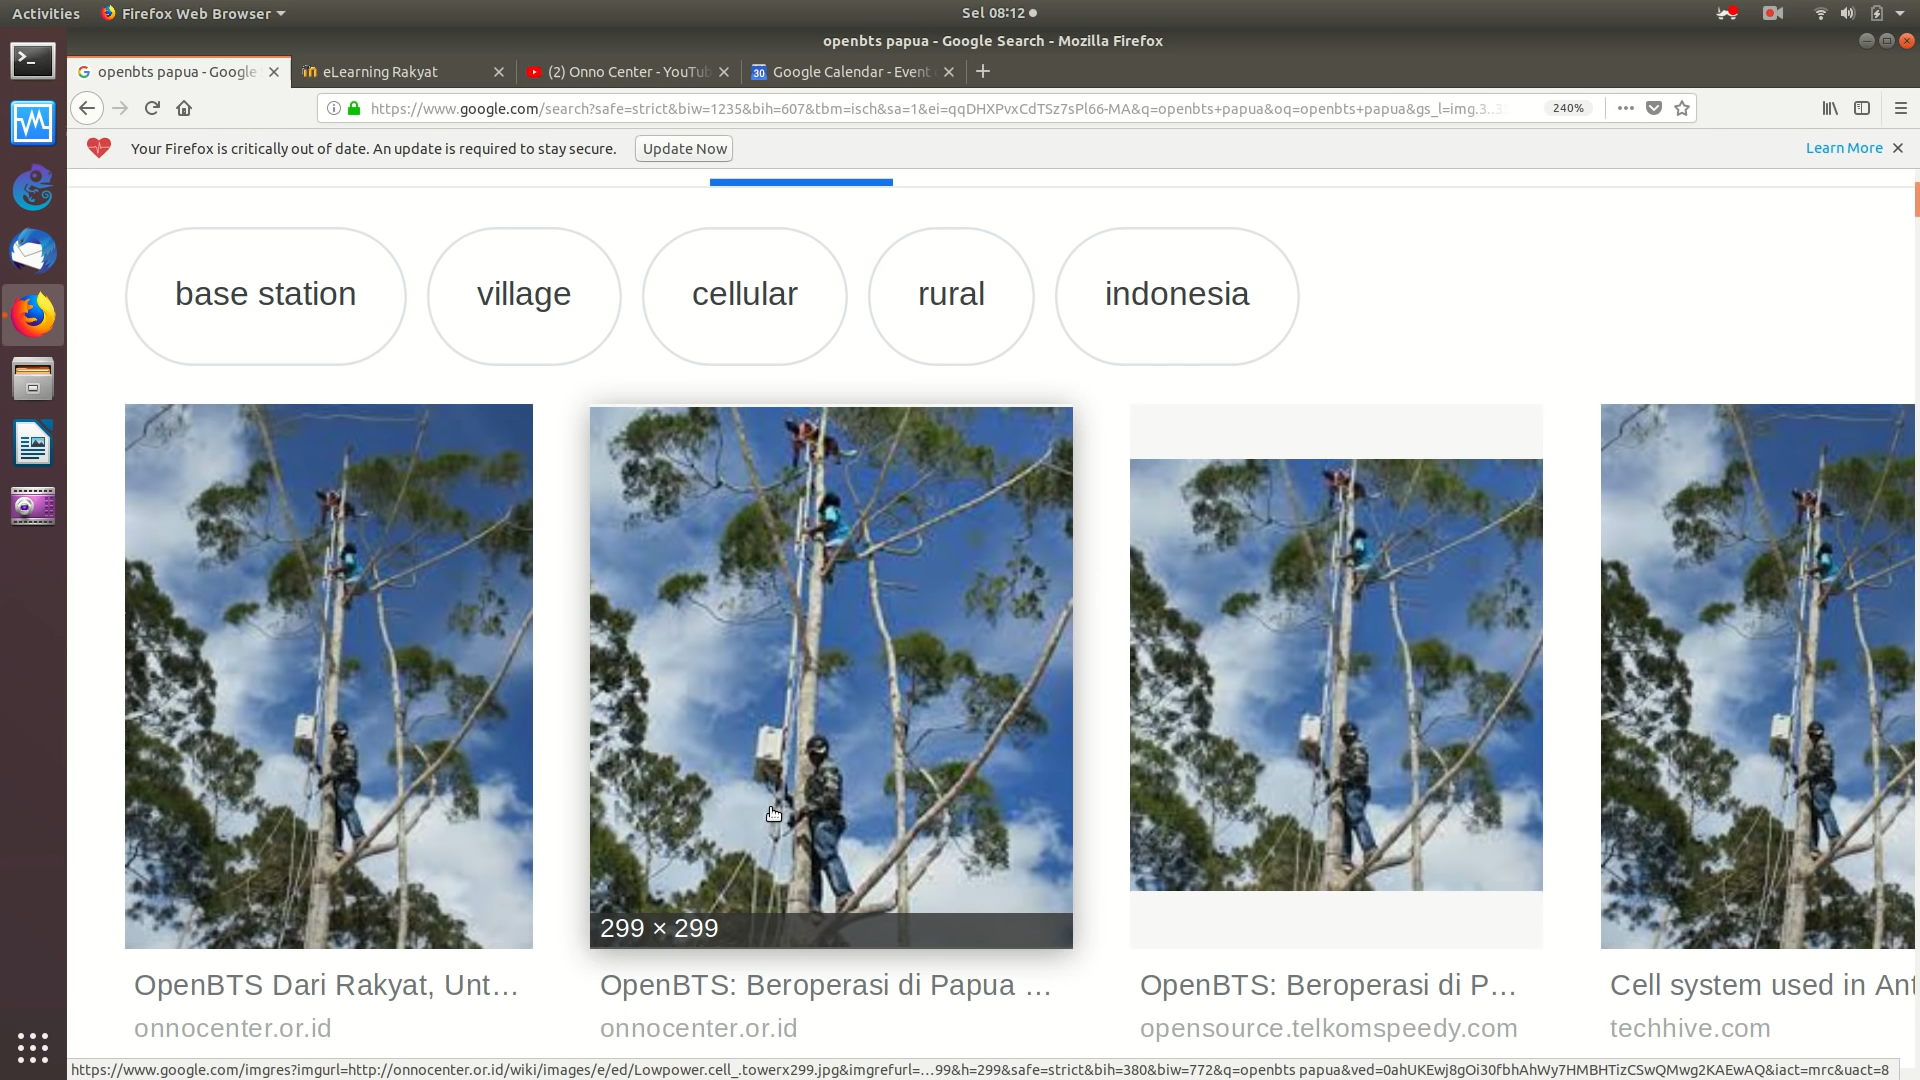 Activities
Firefox Web Browser
Sel 08:12
openbts papua - Google Search - Mozilla Firefox
openbts papua - Google
eLearning Rakyat
(2) Onno Center - YouTub
Google Calendar - Event
https://www.google.com/search?safe=strict&biw=1235&bih=607&tbm=isch&sa=1&ei=qqDHXPvxCdTSz7sPl66-MA&q=openbts+papua&oq=openbts+papua&gs_l=img.3..
240%
Your Firefox is critically out of date. An update is required to stay secure.
Update Now
Learn More
base station
village
cellular
rural
indonesia
299 × 299
OpenBTS Dari Rakyat, Unt...
OpenBTS: Beroperasi di Papua ...
OpenBTS: Beroperasi di P...
Cell system used in Ant
onnocenter.or.id
onnocenter.or.id
opensource.telkomspeedy.com
techhive.com
https://www.google.com/imgres?imgurl=http://onnocenter.or.id/wiki/images/e/ed/Lowpower.cell_.towerx299.jpg&imgrefurl=…99&h=299&safe=strict&bih=380&biw=772&q=openbts papua&ved=0ahUKEwj8gOi30fbhAhWy7HMBHTizCSwQMwg2KAEwAQ&iact=mrc&uact=8